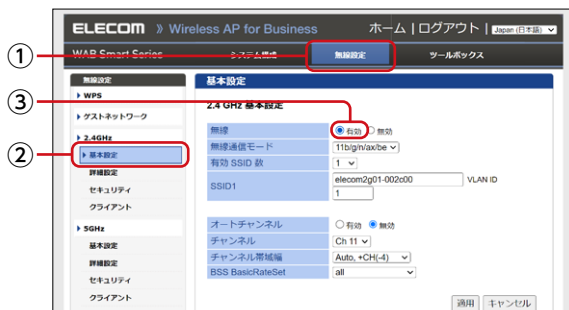 ELECOM » Wireless AP for Business
ホーム | ログアウト | Japan (日本語)
WAB Smart Series
システム構成
無線設定
ツールボックス
①
無線設定
WPS
ゲストネットワーク
2.4GHz
②
基本設定
詳細設定
セキュリティ
クライアント
5GHz
基本設定
詳細設定
セキュリティ
クライアント
基本設定
③
2.4 GHz 基本設定
無線 有効 無効
無線通信モード 11b/g/n/ax/be
有効 SSID 数 1
SSID1 elecom2g01-002c00 VLAN ID
1
オートチャンネル 有効 無効
チャンネル Ch 11
チャンネル帯域幅 Auto, +CH(-4)
BSS BasicRateSet all
適用 キャンセル